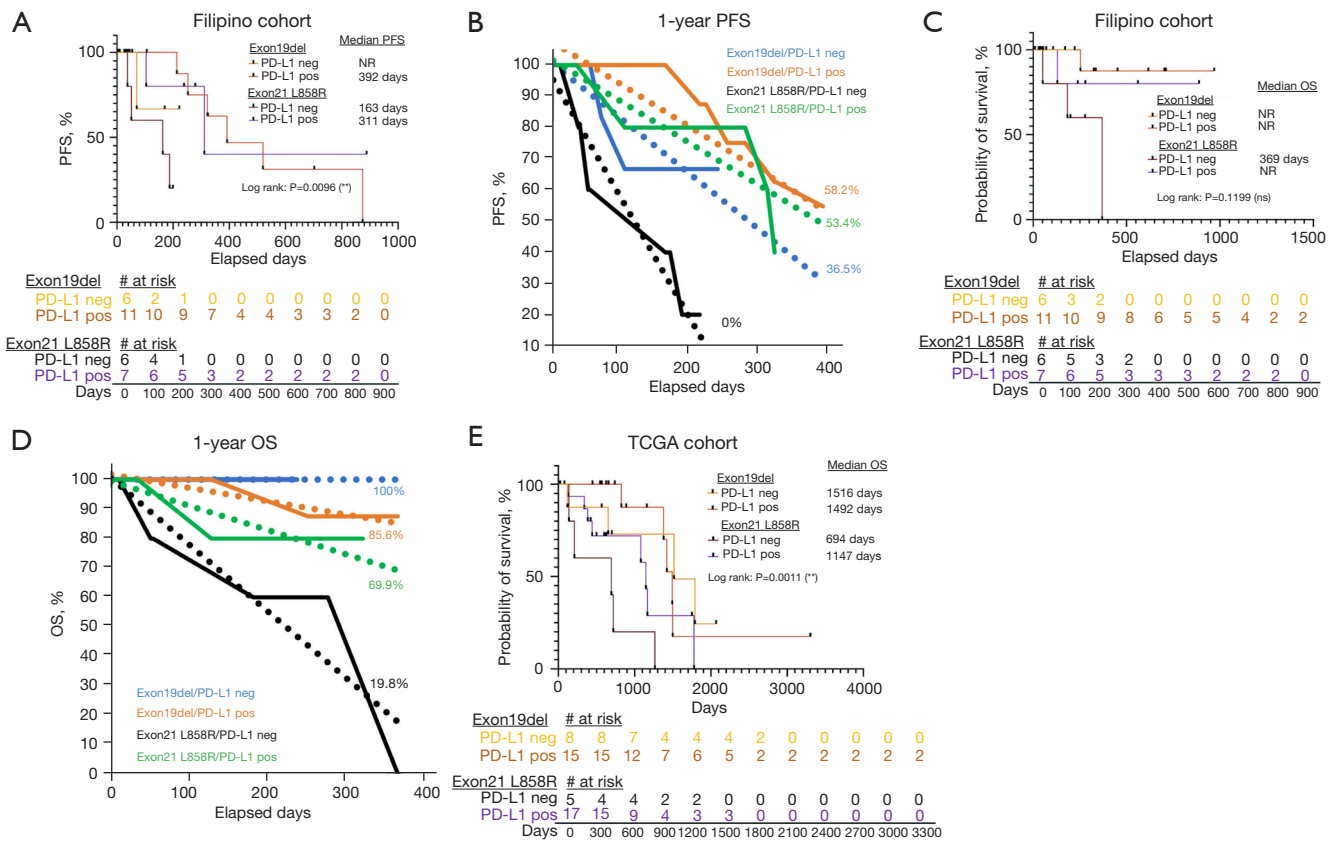 A
Filipino cohort
Median PFS
Exon19del
PD-L1 neg NR
PD-L1 pos 392 days
Exon21 L858R
PD-L1 neg 163 days
PD-L1 pos 311 days
Log rank: P=0.0096 (**)
PFS, %
100
50
0
0 200 400 600 800 1000
Elapsed days
Exon19del # at risk
PD-L1 neg 6 2 1 0 0 0 0 0 0 0
PD-L1 pos 11 10 9 7 4 4 3 3 2 0
Exon21 L858R # at risk
PD-L1 neg 6 4 1 0 0 0 0 0 0 0
PD-L1 pos 7 6 5 3 2 2 2 2 2 0
Days 0 100 200 300 400 500 600 700 800 900
B
1-year PFS
Exon19del/PD-L1 neg
Exon19del/PD-L1 pos
Exon21 L858R/PD-L1 neg
Exon21 L858R/PD-L1 pos
PFS, %
100
90
80
70
60
50
40
30
20
10
58.2%
53.4%
36.5%
0%
0 100 200 300 400
Elapsed days
C
Filipino cohort
Median OS
Exon19del
PD-L1 neg NR
PD-L1 pos NR
Exon21 L858R
PD-L1 neg 369 days
PD-L1 pos NR
Log rank: P=0.1199 (ns)
Probability of survival, %
100
50
0
0 500 1000 1500
Elapsed days
Exon19del # at risk
PD-L1 neg 6 3 2 0 0 0 0 0 0 0
PD-L1 pos 11 10 9 8 6 5 5 4 2 2
Exon21 L858R # at risk
PD-L1 neg 6 5 3 2 0 0 0 0 0 0
PD-L1 pos 7 6 5 3 3 3 2 2 2 0
Days 0 100 200 300 400 500 600 700 800 900
D
1-year OS
OS, %
100
90
80
70
60
50
40
30
20
10
0
100%
85.6%
69.9%
19.8%
Exon19del/PD-L1 neg
Exon19del/PD-L1 pos
Exon21 L858R/PD-L1 neg
Exon21 L858R/PD-L1 pos
0 100 200 300 400
Elapsed days
E
TCGA cohort
Median OS
Exon19del
PD-L1 neg 1516 days
PD-L1 pos 1492 days
Exon21 L858R
PD-L1 neg 694 days
PD-L1 pos 1147 days
Log rank: P=0.0011 (**)
Probability of survival, %
100
50
0
0 1000 2000 3000 4000
Days
Exon19del # at risk
PD-L1 neg 8 8 7 4 4 4 2 0 0 0 0 0
PD-L1 pos 15 15 12 7 6 5 2 2 2 2 2 2
Exon21 L858R # at risk
PD-L1 neg 5 4 4 2 2 0 0 0 0 0 0 0
PD-L1 pos 17 15 9 4 3 3 0 0 0 0 0 0
Days 0 300 600 900 1200 1500 1800 2100 2400 2700 3000 3300